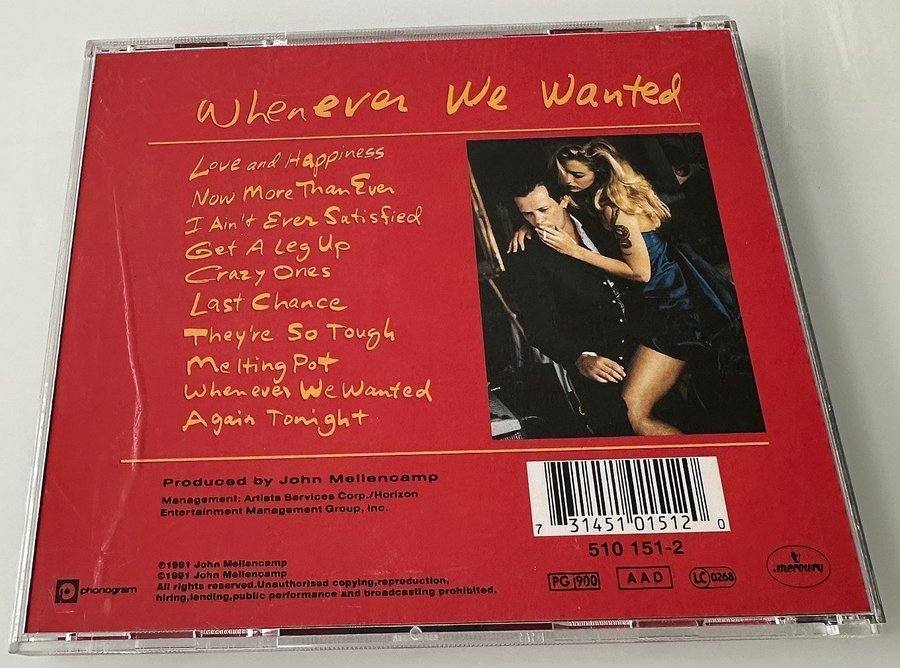 Whenever We Wanted
Love and Happiness
Now More Than Ever
I Ain't Ever Satisfied
Get A Leg Up
Crazy Ones
Last Chance
They're So Tough
Melting Pot
Whenever We Wanted
Again Tonight
Produced by John Mellencamp
Management: Artists Services Corp./Horizon
Entertainment Management Group, Inc.
7 31451 01512 0
510 151-2
℗1991 John Mellencamp
©1991 John Mellencamp
All rights reserved.Unauthorised copying,reproduction,
hiring,lending,public performance and broadcasting prohibited.
phonogram
PG 900
AAD
LC 0268
mercury